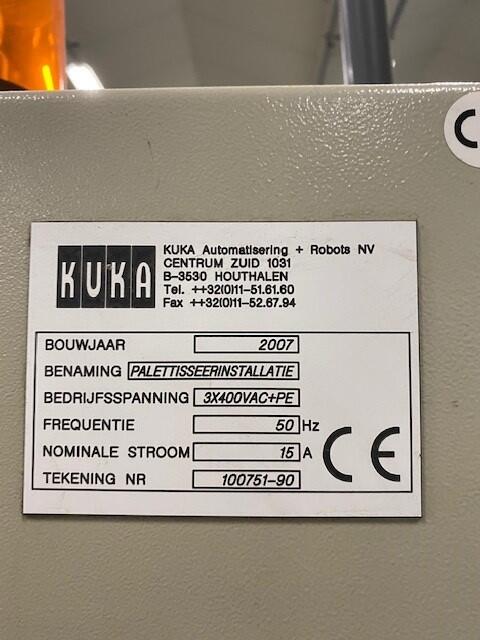 KUKA
KUKA Automatisering + Robots NV
CENTRUM ZUID 1031
B-3530 HOUTHALEN
Tel. ++32(0)11-51.61.60
Fax ++32(0)11-52.67.94
BOUWJAAR 2007
BENAMING PALETTISSEERINSTALLATIE
BEDRIJFSSPANNING 3X400VAC+PE
FREQUENTIE 50 Hz
NOMINALE STROOM 15 A
TEKENING NR 100751-90
CE
C